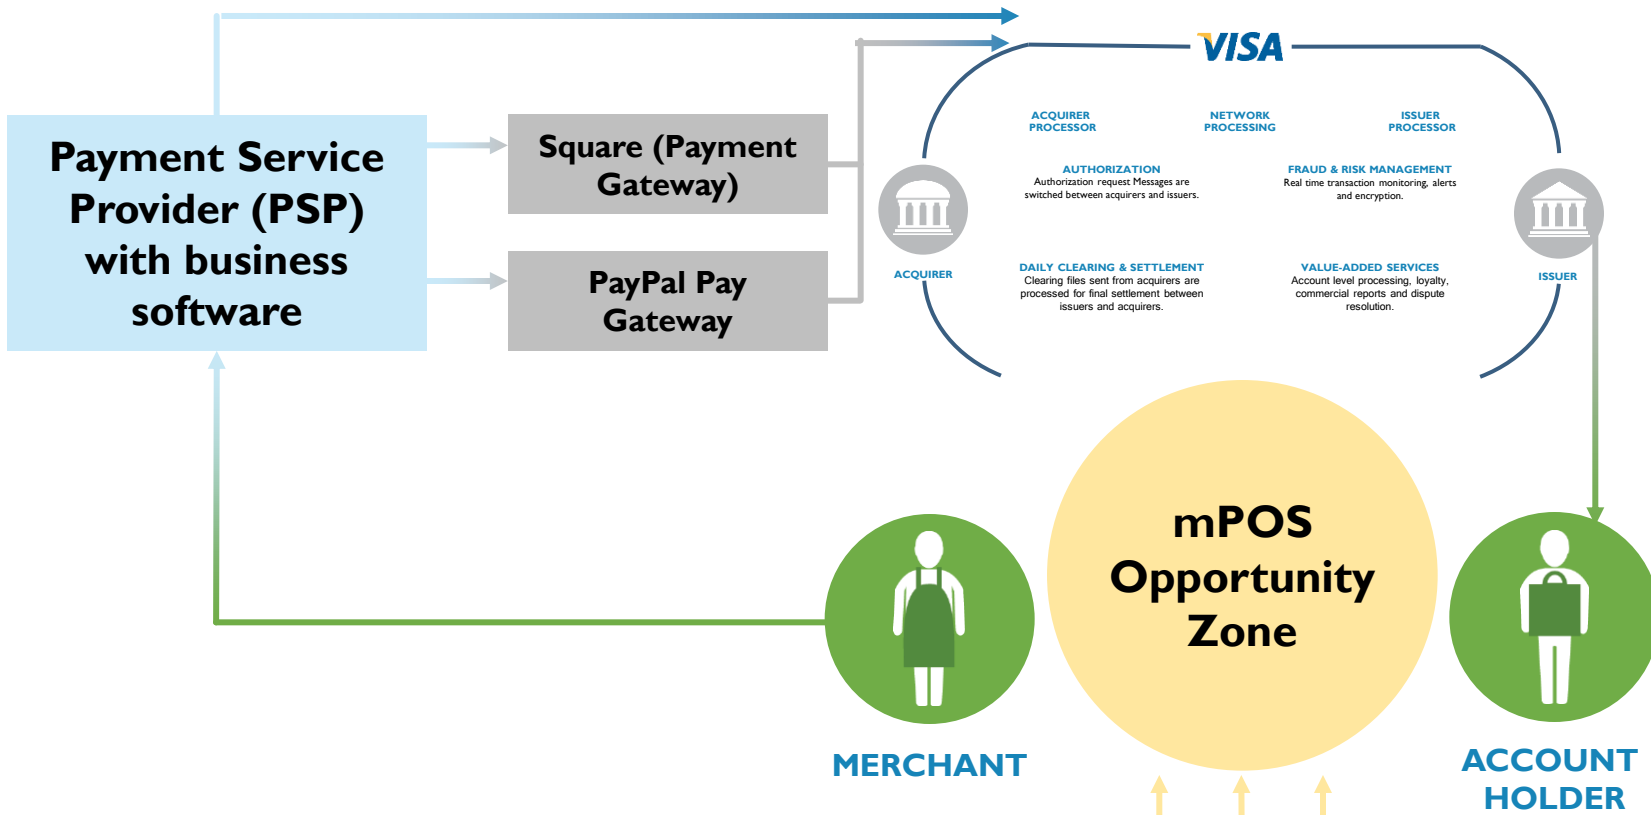 VISA
Payment Service
Provider (PSP)
with business
software
Square (Payment
Gateway)
PayPal Pay
Gateway
ACQUIRER
PROCESSOR
NETWORK
PROCESSING
ISSUER
PROCESSOR
AUTHORIZATION
Authorization request Messages are
switched between acquirers and issuers.
FRAUD & RISK MANAGEMENT
Real time transaction monitoring, alerts
and encryption.
ACQUIRER
DAILY CLEARING & SETTLEMENT
Clearing files sent from acquirers are
processed for final settlement between
issuers and acquirers.
VALUE-ADDED SERVICES
Account level processing, loyalty,
commercial reports and dispute
resolution.
ISSUER
mPOS
Opportunity
Zone
MERCHANT
ACCOUNT
HOLDER